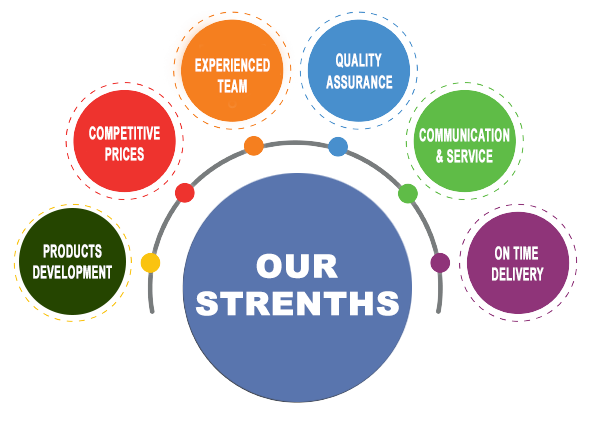 EXPERIENCED
TEAM
QUALITY
ASSURANCE
COMPETITIVE
PRICES
COMMUNICATION
& SERVICE
PRODUCTS
DEVELOPMENT
ON TIME
DELIVERY
OUR
STRENTHS